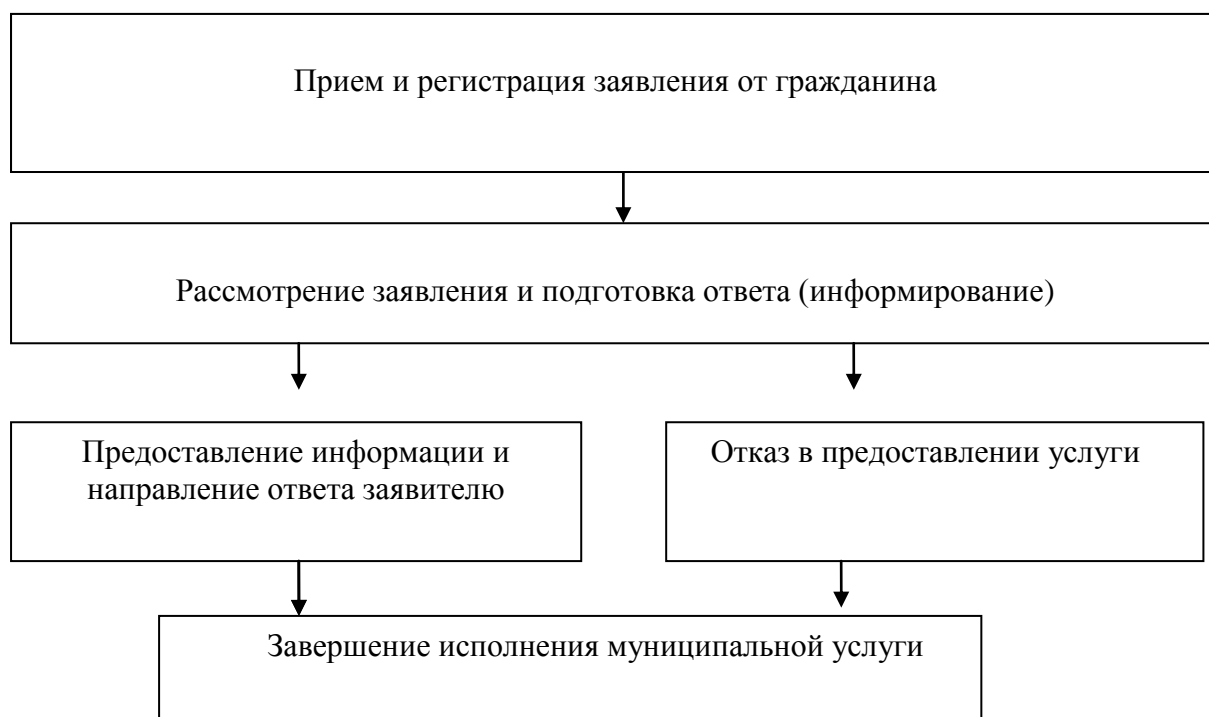 Прием и регистрация заявления от гражданина
Рассмотрение заявления и подготовка ответа (информирование)
Предоставление информации и
направление ответа заявителю
Отказ в предоставлении услуги
Завершение исполнения муниципальной услуги